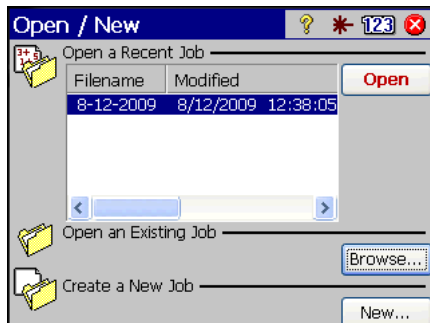 Open / New ? 123
Open a Recent Job
Filename Modified Open
8-12-2009 8/12/2009 12:38:05
Open an Existing Job
Browse...
Create a New Job
New...